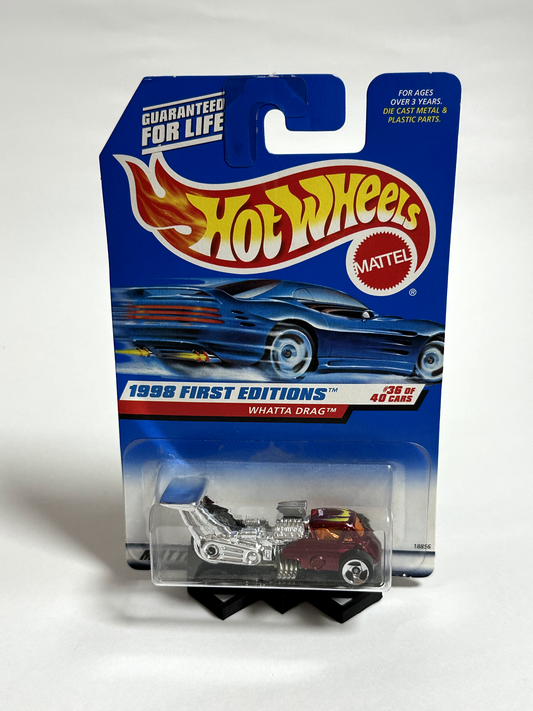 GUARANTEED
FOR LIFE
FOR AGES
OVER 3 YEARS.
DIE CAST METAL &
PLASTIC PARTS.
HOT WHEELS
MATTEL
®
1998 FIRST EDITIONS™
#36 OF
40 CARS
WHATTA DRAG™
18856